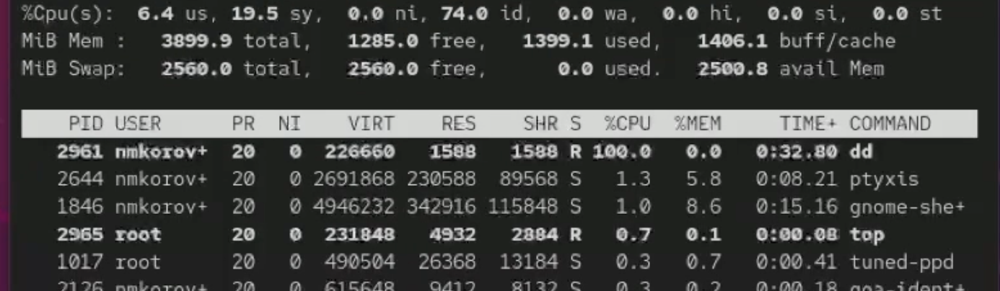 %Cpu(s):  6.4 us, 19.5 sy,  0.0 ni, 74.0 id,  0.0 wa,  0.0 hi,  0.0 si,  0.0 st
MiB Mem :   3899.9 total,   1285.0 free,   1399.1 used,   1406.1 buff/cache
MiB Swap:   2560.0 total,   2560.0 free,      0.0 used.   2500.8 avail Mem
PID USER      PR  NI    VIRT    RES    SHR S  %CPU  %MEM     TIME+ COMMAND
2961 nmkorov+  20   0  226660   1588   1588 R 100.0   0.0   0:32.80 dd
2644 nmkorov+  20   0 2691868 230588  89568 S   1.3   5.8   0:08.21 ptyxis
1846 nmkorov+  20   0 4946232 342916 115848 S   1.0   8.6   0:15.16 gnome-she+
2965 root      20   0  231848   4932   2884 R   0.7   0.1   0:00.08 top
1017 root      20   0  490504  26368  13184 S   0.3   0.7   0:00.41 tuned-ppd
2126 nmkorov+  20   0  615648   9412   8132 S   0.3   0.2   0:00.18 goa-ident+